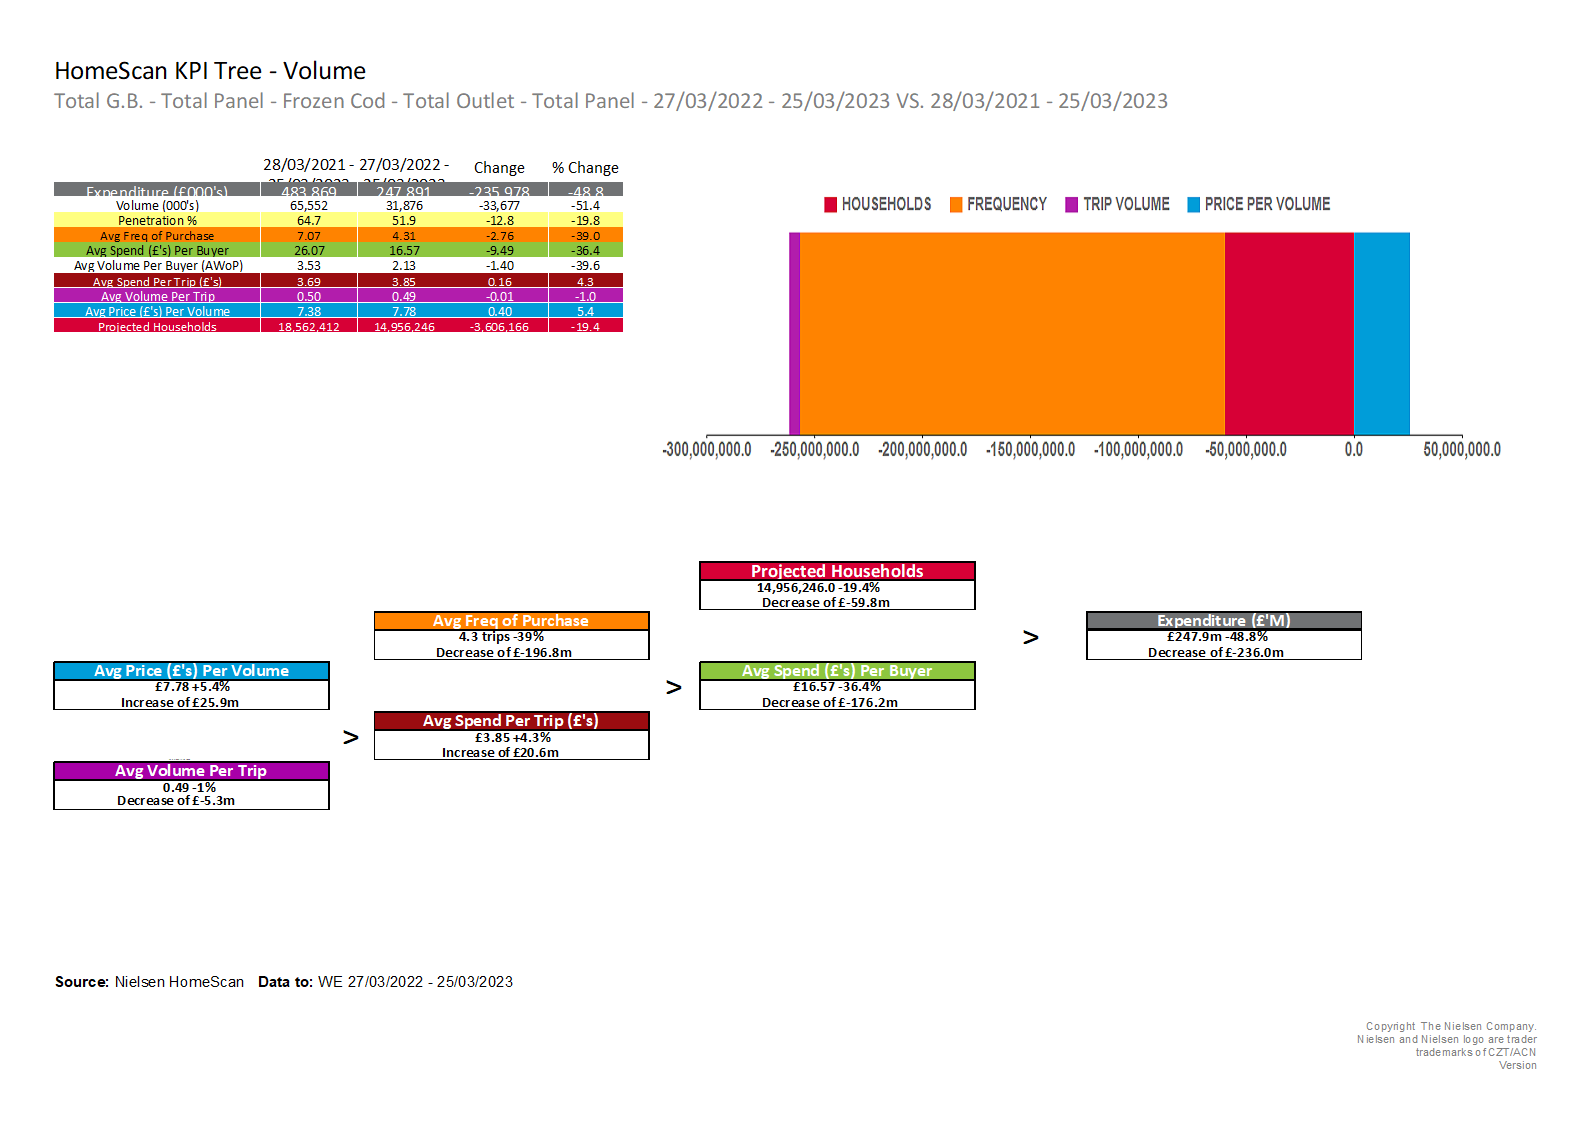 HomeScan KPI Tree - Volume
Total G.B. - Total Panel - Frozen Cod - Total Outlet - Total Panel - 27/03/2022 - 25/03/2023 VS. 28/03/2021 - 25/03/2023
28/03/2021 - 27/03/2022 - Change % Change
Expenditure (£000's) 483,869 247,891 -235,978 -48.8
Volume (000's) 65,552 31,876 -33,677 -51.4
Penetration % 64.7 51.9 -12.8 -19.8
Avg Freq of Purchase 7.07 4.31 -2.76 -39.0
Avg Spend (£'s) Per Buyer 26.07 16.57 -9.49 -36.4
Avg Volume Per Buyer (AWoP) 3.53 2.13 -1.40 -39.6
Avg Spend Per Trip (£'s) 3.69 3.85 0.16 4.3
Avg Volume Per Trip 0.50 0.49 -0.01 -1.0
Avg Price (£'s) Per Volume 7.38 7.78 0.40 5.4
Projected Households 18,562,412 14,956,246 -3,606,166 -19.4
HOUSEHOLDS FREQUENCY TRIP VOLUME PRICE PER VOLUME
-300,000,000.0 -250,000,000.0 -200,000,000.0 -150,000,000.0 -100,000,000.0 -50,000,000.0 0.0 50,000,000.0
Projected Households
14,956,246.0 -19.4%
Decrease of £-59.8m
Avg Freq of Purchase
4.3 trips -39%
Decrease of £-196.8m
>
Expenditure (£'M)
£247.9m -48.8%
Decrease of £-236.0m
Avg Price (£'s) Per Volume
£7.78 +5.4%
Increase of £25.9m
>
Avg Spend (£'s) Per Buyer
£16.57 -36.4%
Decrease of £-176.2m
>
Avg Spend Per Trip (£'s)
£3.85 +4.3%
Increase of £20.6m
Avg Volume Per Trip
0.49 -1%
Decrease of £-5.3m
Source: Nielsen HomeScan Data to: WE 27/03/2022 - 25/03/2023
Copyright The Nielsen Company.
Nielsen and Nielsen logo are trader
trademarks of CZT/ACN
Version